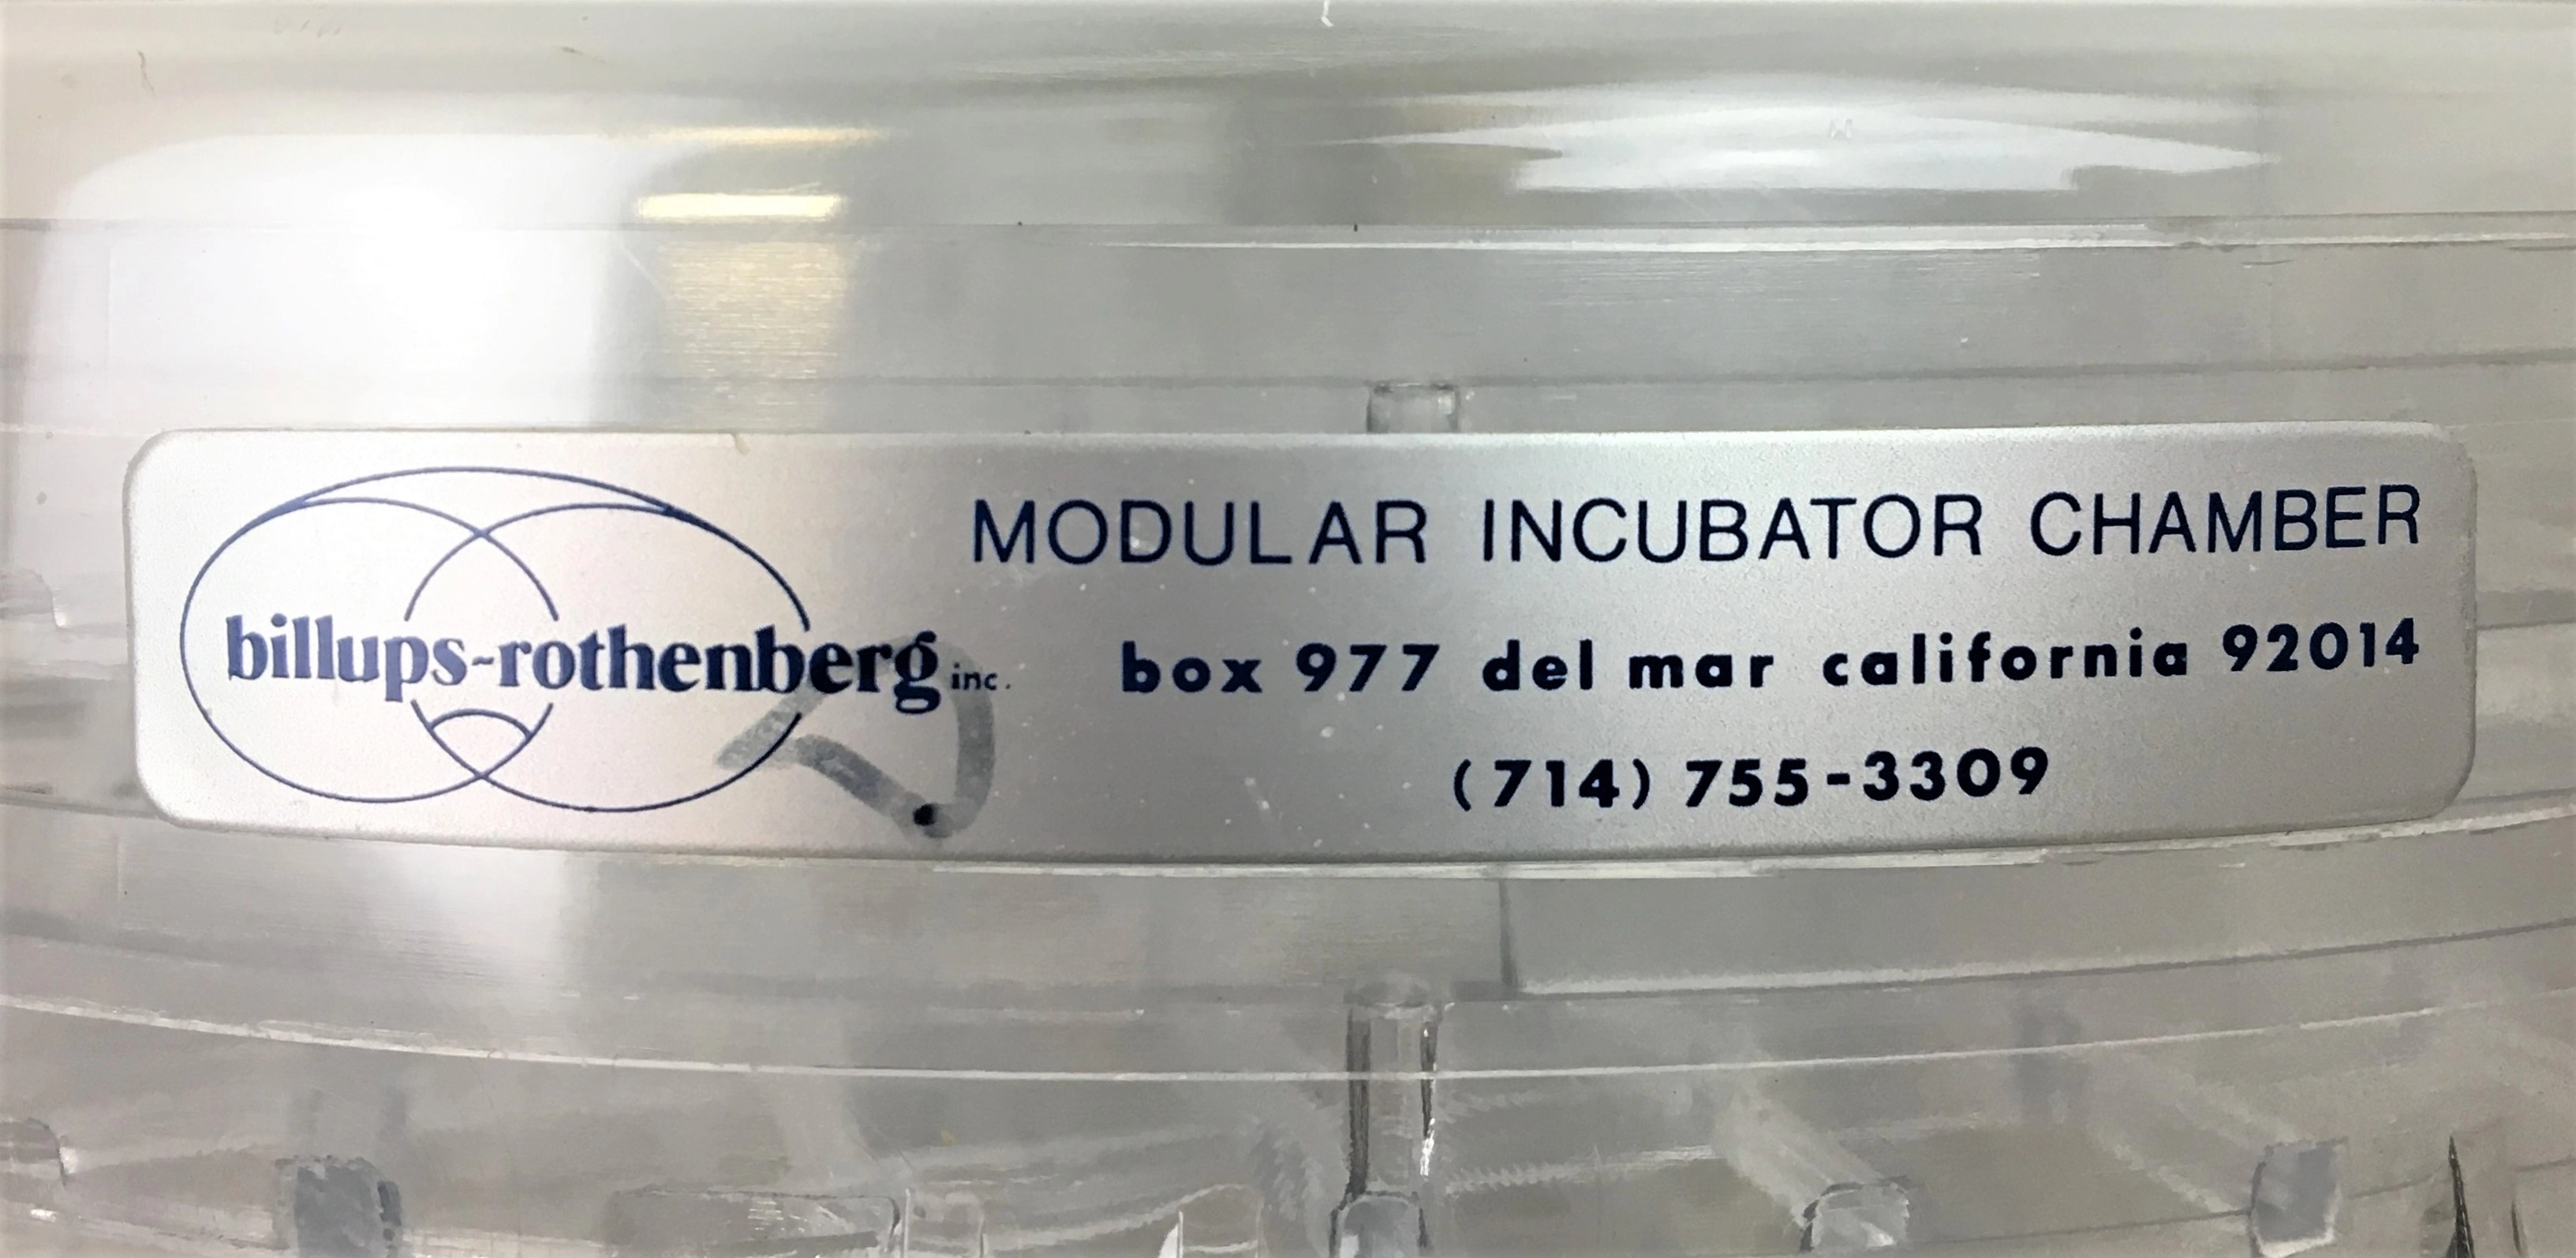 MODULAR INCUBATOR CHAMBER
billups-rothenberg inc.
box 977 del mar california 92014
(714) 755-3309